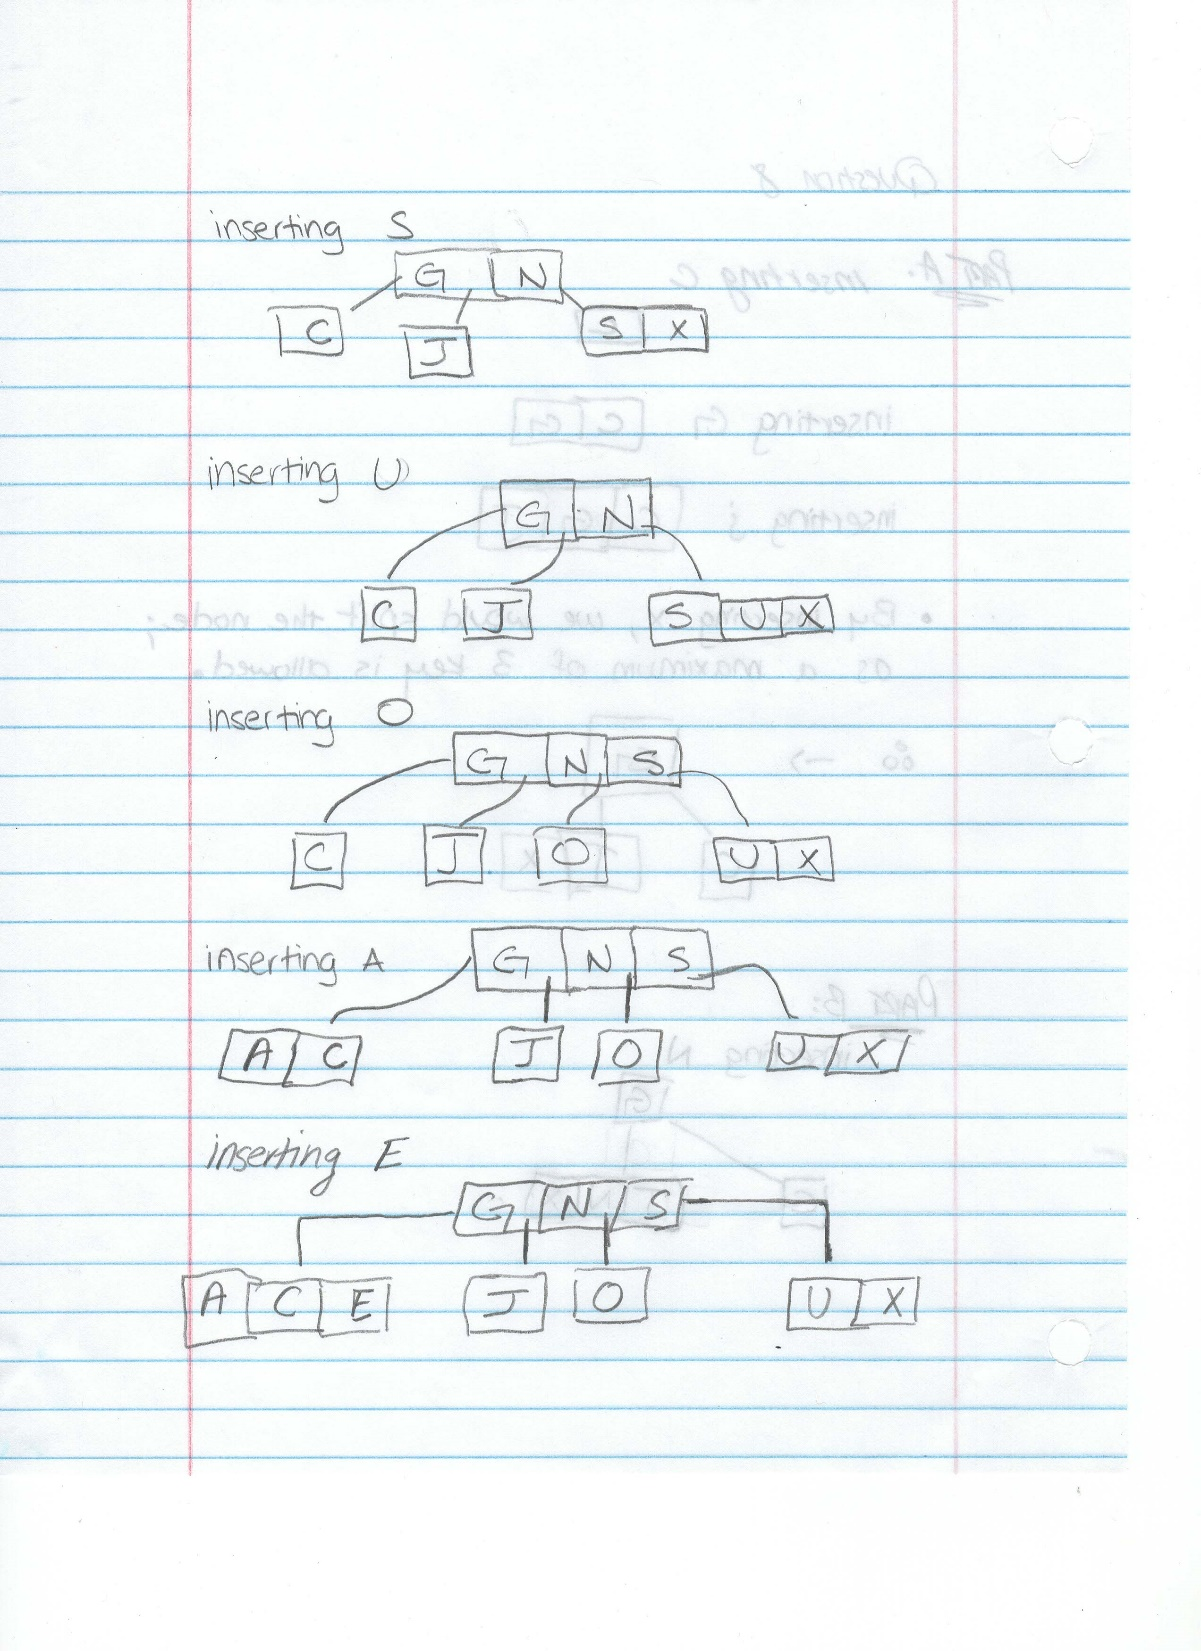 inserting S
G N
C J S X
inserting U
G N
C J S U X
inserting O
G N S
C J O U X
inserting A
G N S
A C J O U X
inserting E
G N S
A C E J O U X